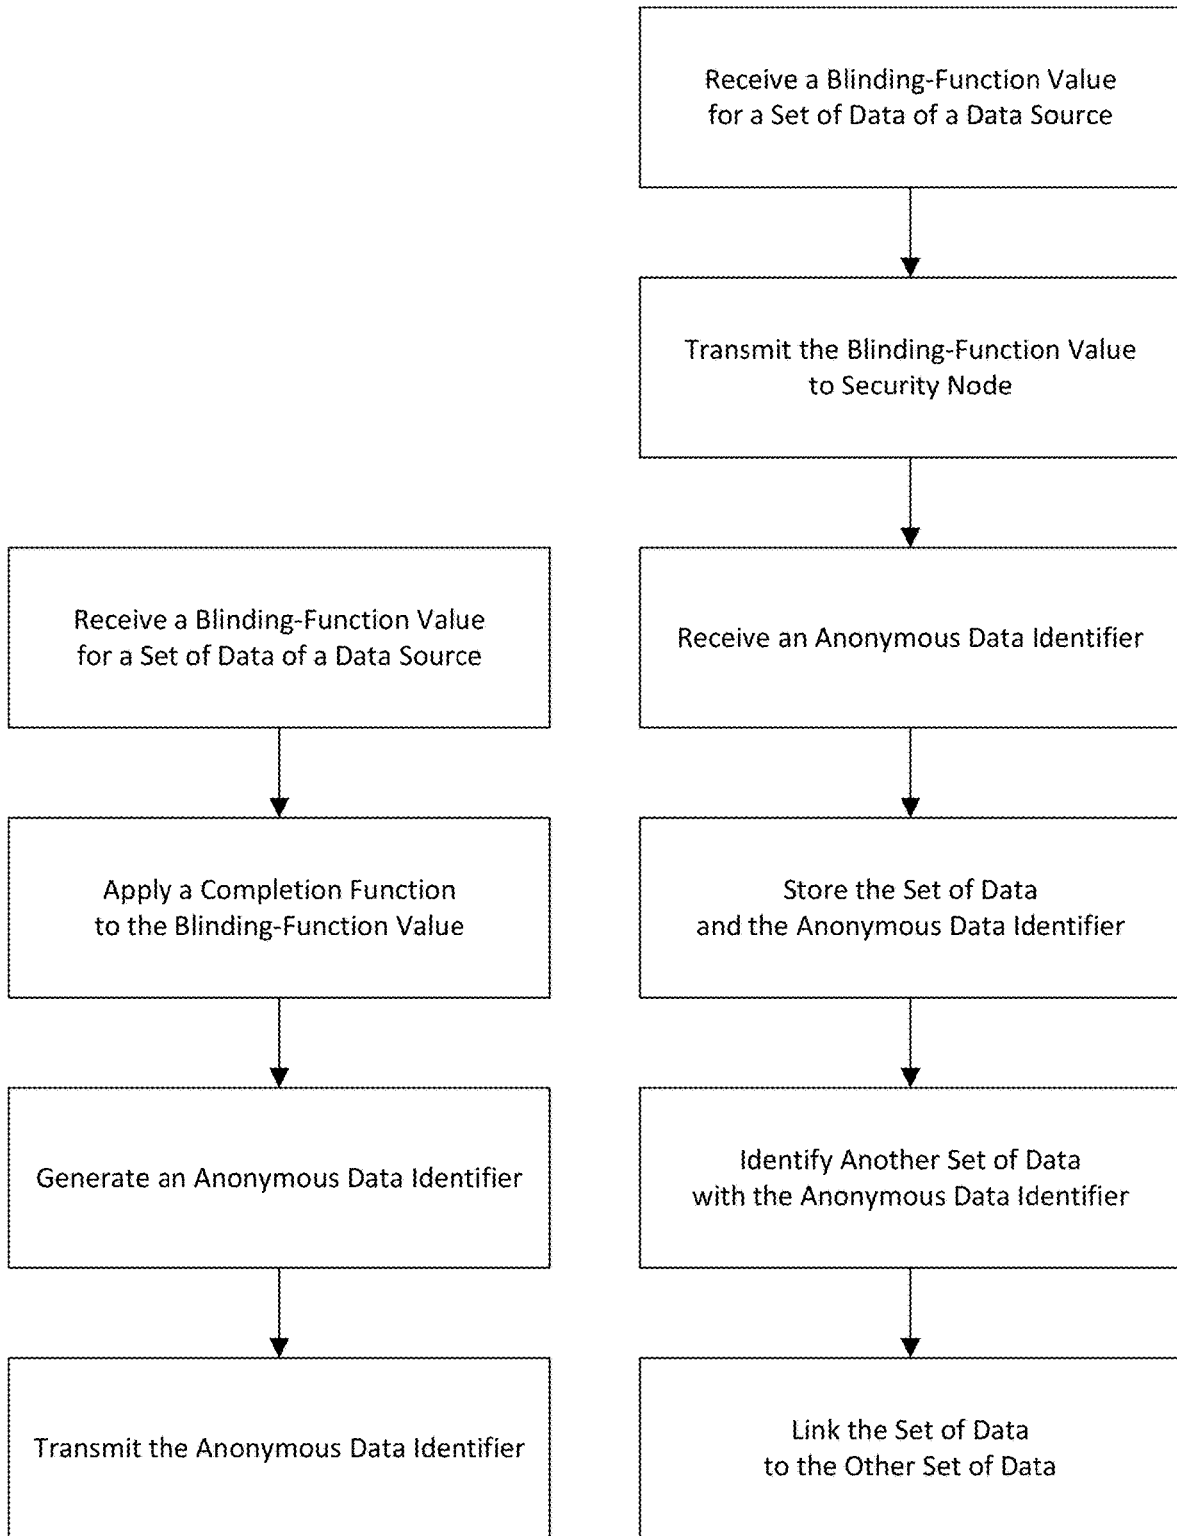 Receive a Blinding-Function Value
for a Set of Data of a Data Source
Transmit the Blinding-Function Value
to Security Node
Receive a Blinding-Function Value
for a Set of Data of a Data Source
Apply a Completion Function
to the Blinding-Function Value
Generate an Anonymous Data Identifier
Transmit the Anonymous Data Identifier
Receive an Anonymous Data Identifier
Store the Set of Data
and the Anonymous Data Identifier
Identify Another Set of Data
with the Anonymous Data Identifier
Link the Set of Data
to the Other Set of Data